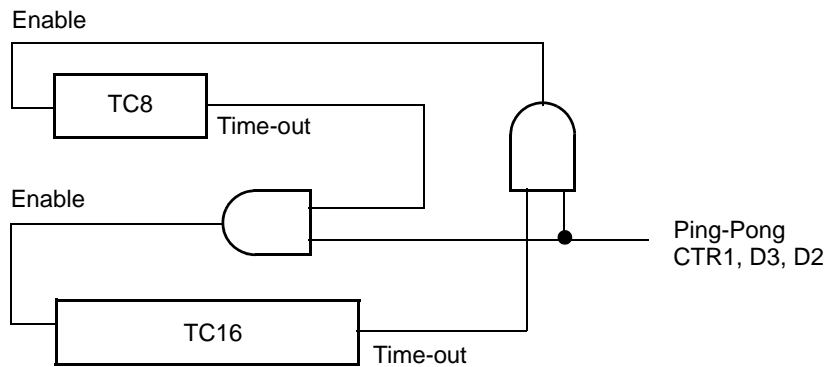 Enable
TC8
Time-out
Enable
Ping-Pong
CTR1, D3, D2
TC16
Time-out